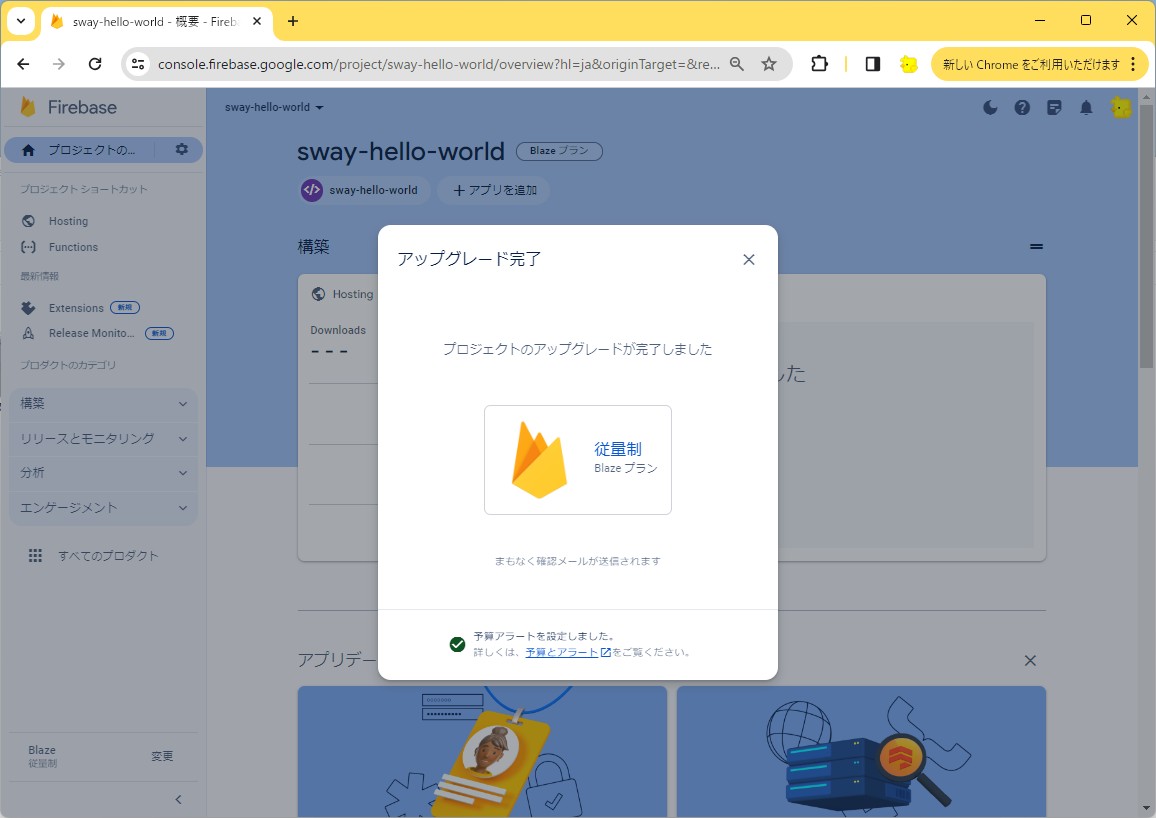 sway-hello-world - 概要 - Fireb
console.firebase.google.com/project/sway-hello-world/overview?hl=ja&originTarget=&re...
新しい Chrome をご利用いただけます
Firebase
sway-hello-world
プロジェクトの...
sway-hello-world
Blaze プラン
プロジェクト ショートカット
sway-hello-world
アプリを追加
Hosting
Functions
構築
アップグレード完了
最新情報
Extensions
新規
Hosting
Release Monito...
新規
Downloads
プロジェクトのアップグレードが完了しました
プロダクトのカテゴリ
した
構築
リリースとモニタリング
従量制
Blaze プラン
分析
エンゲージメント
すべてのプロダクト
まもなく確認メールが送信されます
予算アラートを設定しました。
詳しくは、予算とアラートをご覧ください。
アプリデー
Blaze
従量制
変更